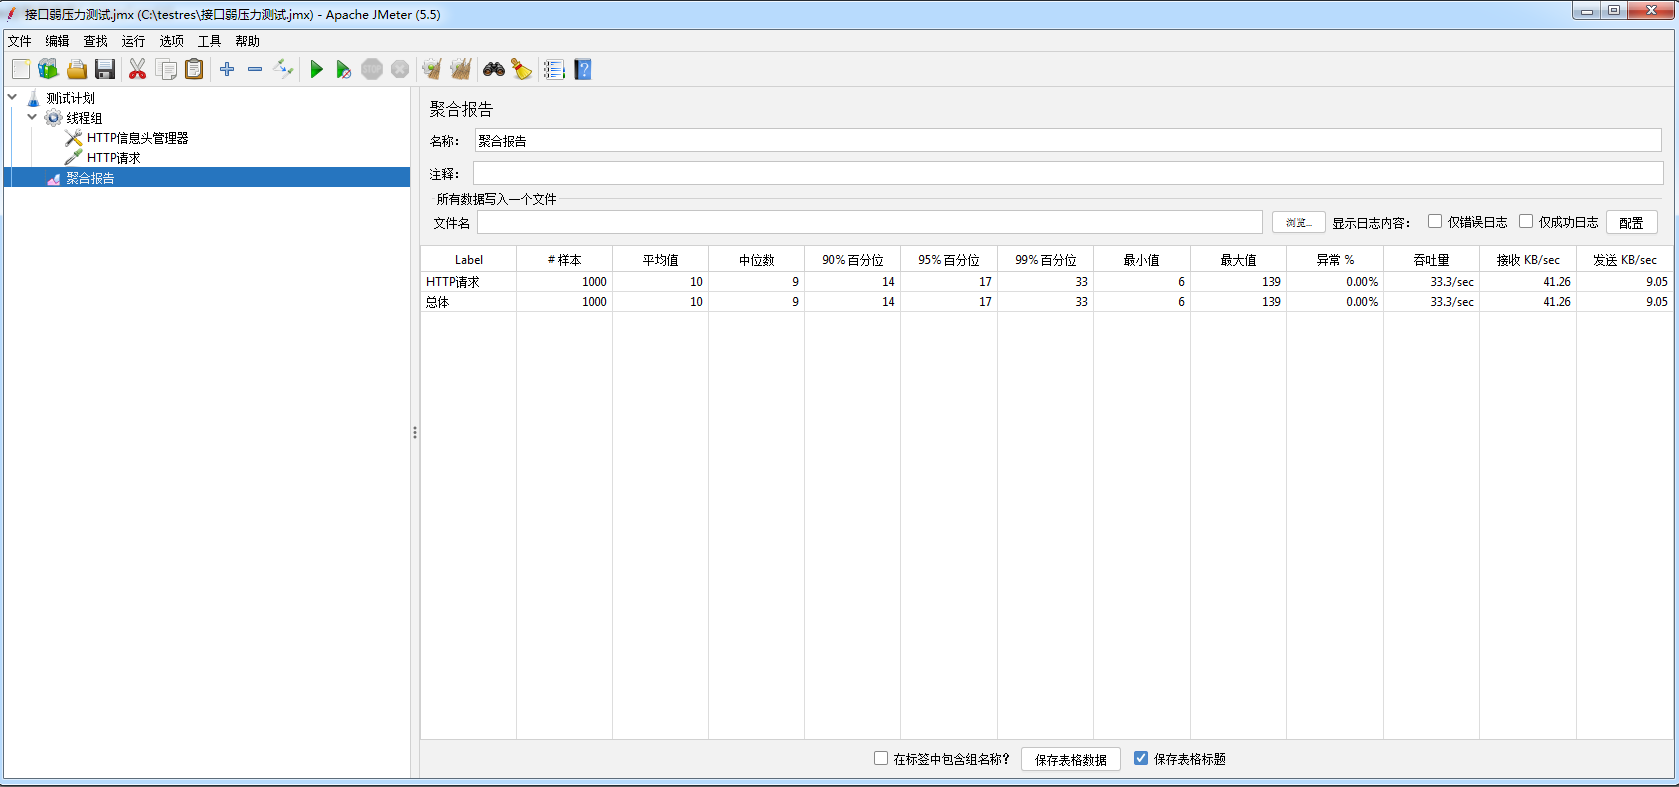 接口弱压力测试.jmx (C:\testres\接口弱压力测试.jmx) - Apache JMeter (5.5)
文件 编辑 查找 运行 选项 工具 帮助
STOP
?
测试计划
线程组
HTTP信息头管理器
HTTP请求
聚合报告
聚合报告
名称： 聚合报告
注释：
所有数据写入一个文件
文件名 浏览... 显示日志内容： 仅错误日志 仅成功日志 配置
Label # 样本 平均值 中位数 90% 百分位 95% 百分位 99% 百分位 最小值 最大值 异常 % 吞吐量 接收 KB/sec 发送 KB/sec
HTTP请求 1000 10 9 14 17 33 6 139 0.00% 33.3/sec 41.26 9.05
总体 1000 10 9 14 17 33 6 139 0.00% 33.3/sec 41.26 9.05
在标签中包含组名称? 保存表格数据 保存表格标题